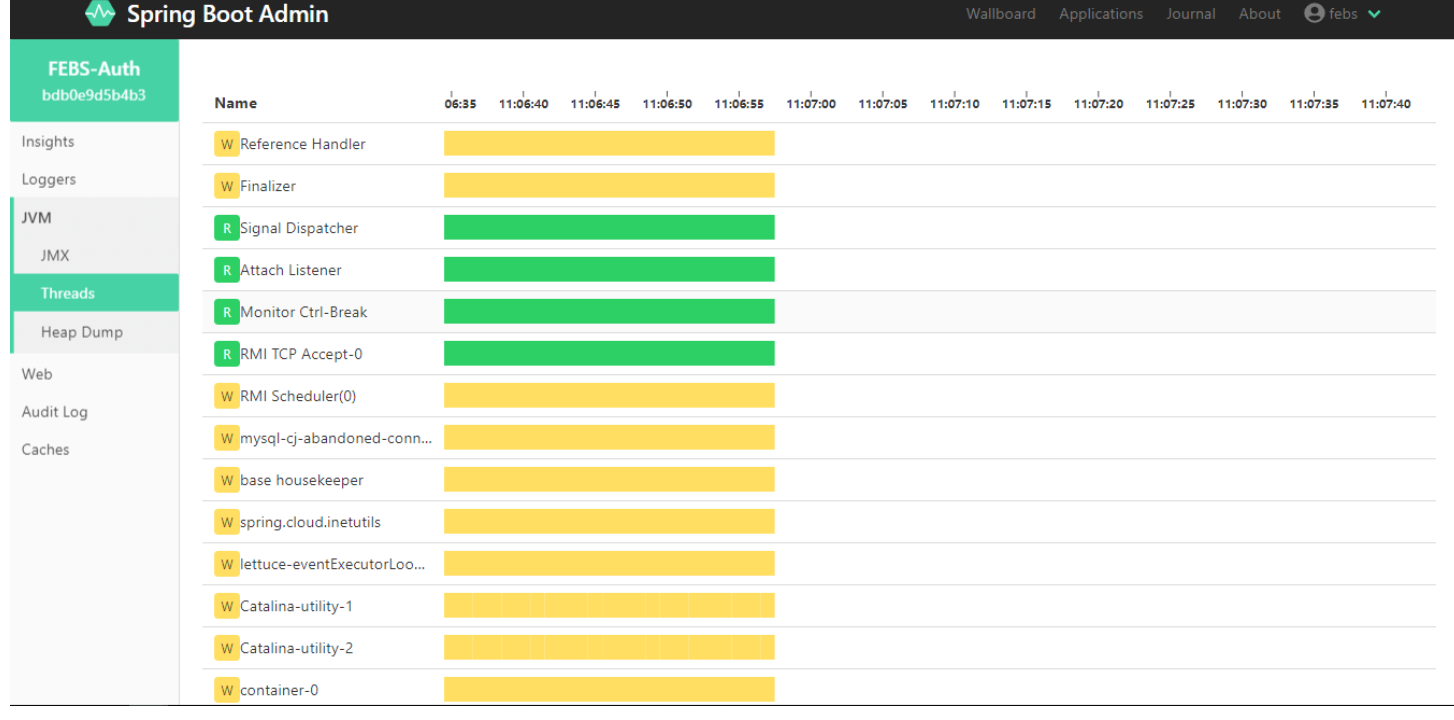 Spring Boot Admin Wallboard Applications Journal About febs
FEBS-Auth
bdb0e9d5b4b3
Insights
Loggers
JVM
JMX
Threads
Heap Dump
Web
Audit Log
Caches
Name 06:35 11:06:40 11:06:45 11:06:50 11:06:55 11:07:00 11:07:05 11:07:10 11:07:15 11:07:20 11:07:25 11:07:30 11:07:35 11:07:40
W Reference Handler
W Finalizer
R Signal Dispatcher
R Attach Listener
R Monitor Ctrl-Break
R RMI TCP Accept-0
W RMI Scheduler(0)
W mysql-cj-abandoned-conn...
W base housekeeper
W spring.cloud.inetutils
W lettuce-eventExecutorLoo...
W Catalina-utility-1
W Catalina-utility-2
W container-0